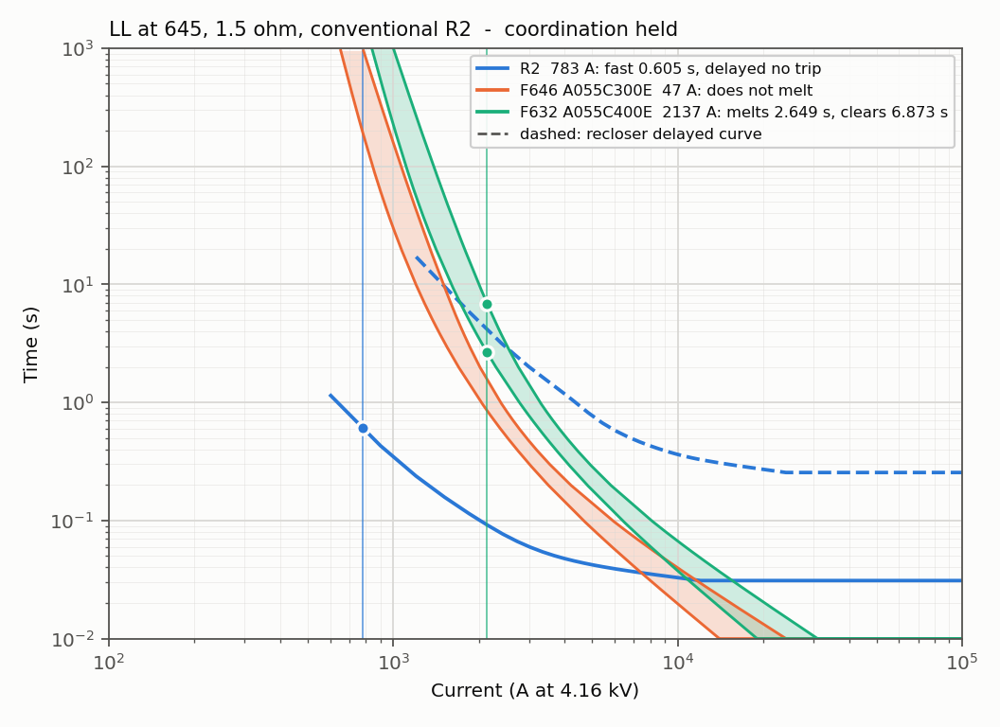 LL at 645, 1.5 ohm, conventional R2  -  coordination held
R2  783 A: fast 0.605 s, delayed no trip
F646 A055C300E  47 A: does not melt
F632 A055C400E  2137 A: melts 2.649 s, clears 6.873 s
dashed: recloser delayed curve
Time (s)
10³
10²
10¹
10⁰
10⁻¹
10⁻²
10² 10³ 10⁴ 10⁵
Current (A at 4.16 kV)